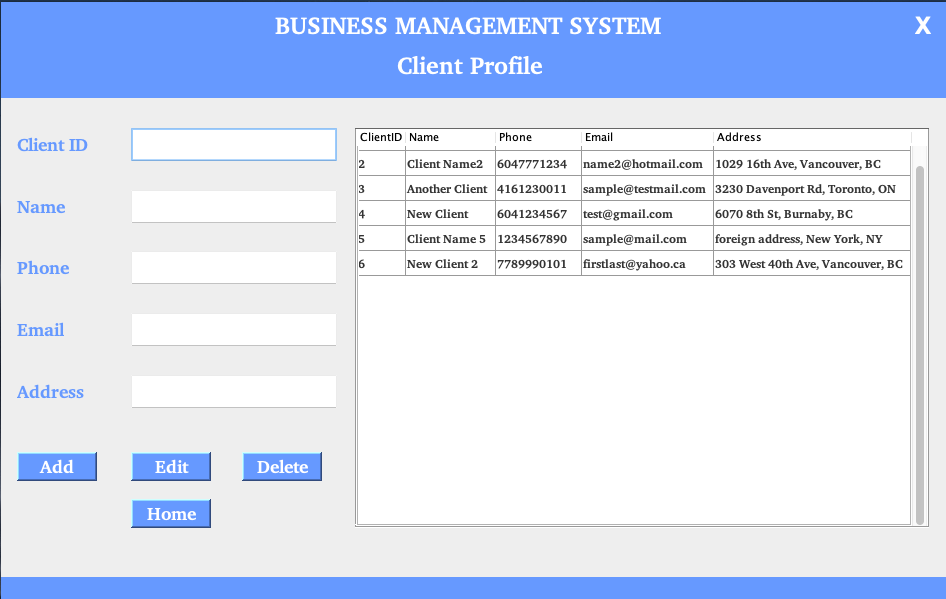 BUSINESS MANAGEMENT SYSTEM
X
Client Profile
Client ID
Name
Phone
Email
Address
Add Edit Delete
Home
ClientID Name Phone Email Address
2 Client Name2 6047771234 name2@hotmail.com 1029 16th Ave, Vancouver, BC
3 Another Client 4161230011 sample@testmail.com 3230 Davenport Rd, Toronto, ON
4 New Client 6041234567 test@gmail.com 6070 8th St, Burnaby, BC
5 Client Name 5 1234567890 sample@mail.com foreign address, New York, NY
6 New Client 2 7789990101 firstlast@yahoo.ca 303 West 40th Ave, Vancouver, BC